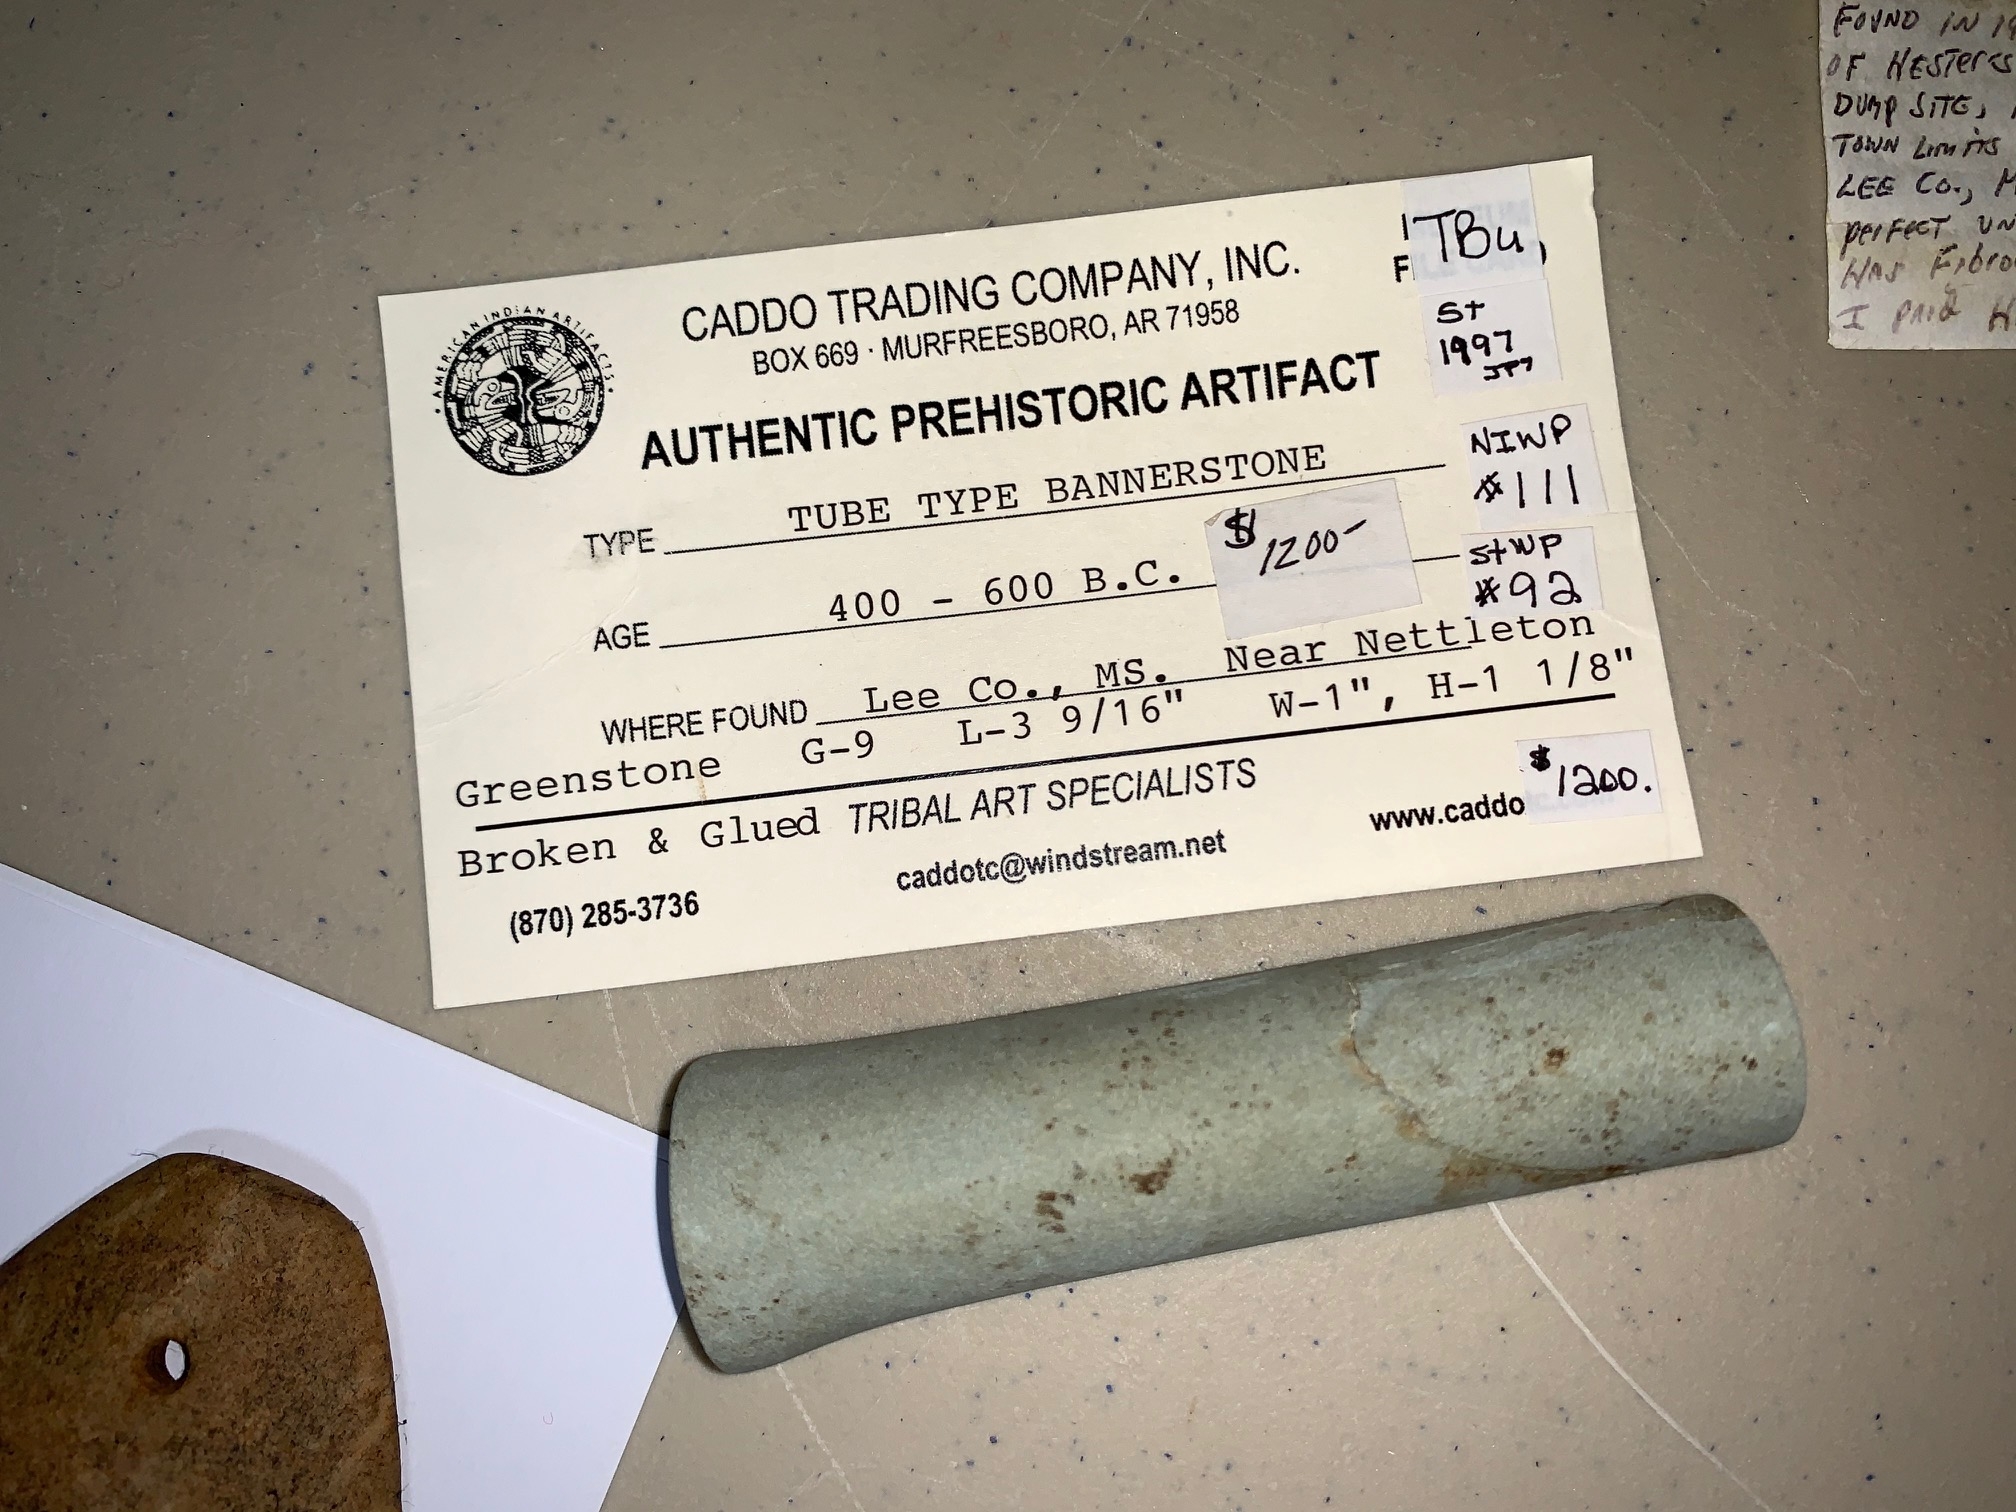 AMERICAN INDIAN ARTIFACTS
CADDO TRADING COMPANY, INC.
BOX 669 · MURFREESBORO, AR 71958
AUTHENTIC PREHISTORIC ARTIFACT
TYPE TUBE TYPE BANNERSTONE
AGE 400 - 600 B.C.
$1200-
WHERE FOUND Lee Co., MS. Near Nettleton
Greenstone G-9 L-3 9/16" W-1", H-1 1/8"
Broken & Glued TRIBAL ART SPECIALISTS
(870) 285-3736
caddotc@windstream.net
www.caddo
$1200.
TBu
St
1997
NIWP
#111
StWP
#92
FOUND IN
OF
DUMP SITE,
TOWN Limits
LEE Co.,
perfect
HAS
I paid